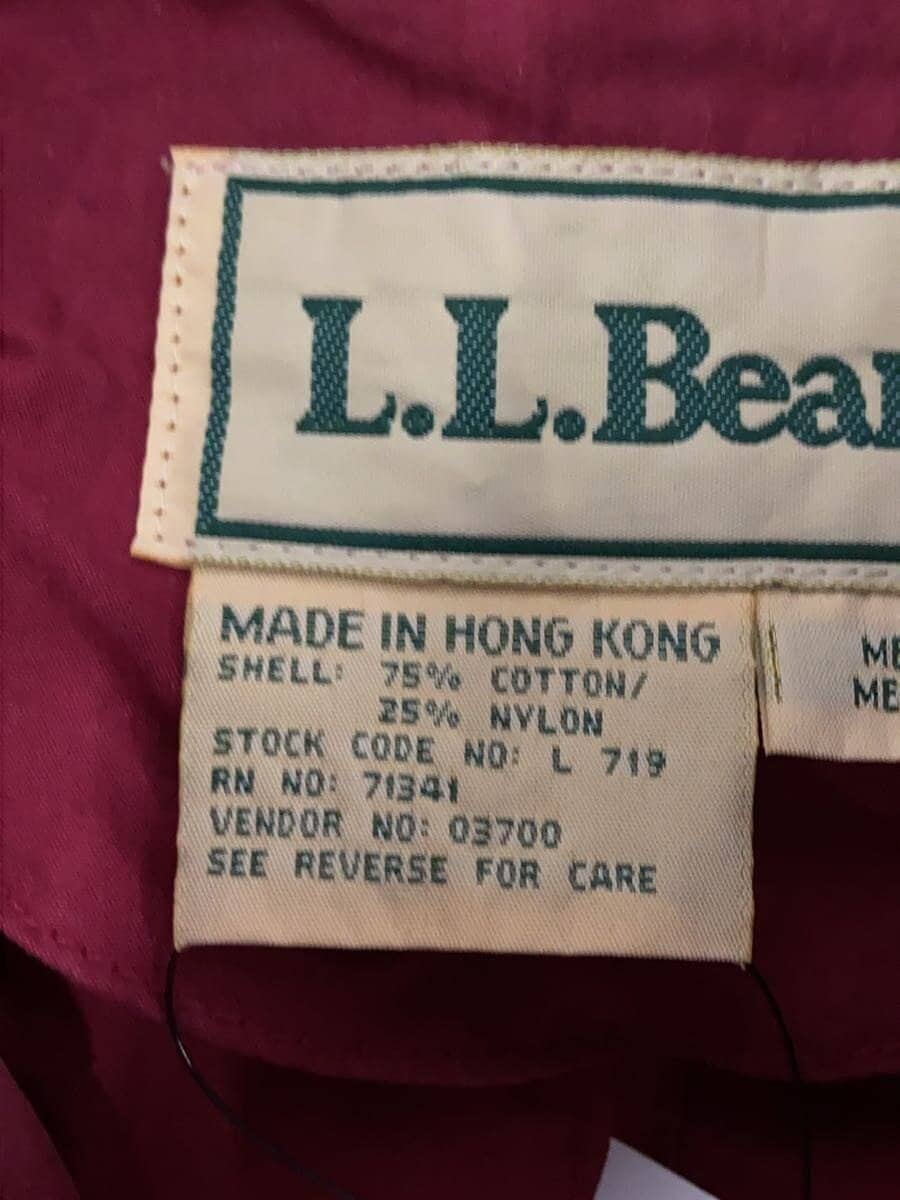 L.L.Bea
MADE IN HONG KONG
SHELL: 75% COTTON/
25% NYLON
STOCK CODE NO: L 719
RN NO: 71341
VENDOR NO: 03700
SEE REVERSE FOR CARE
ME
ME